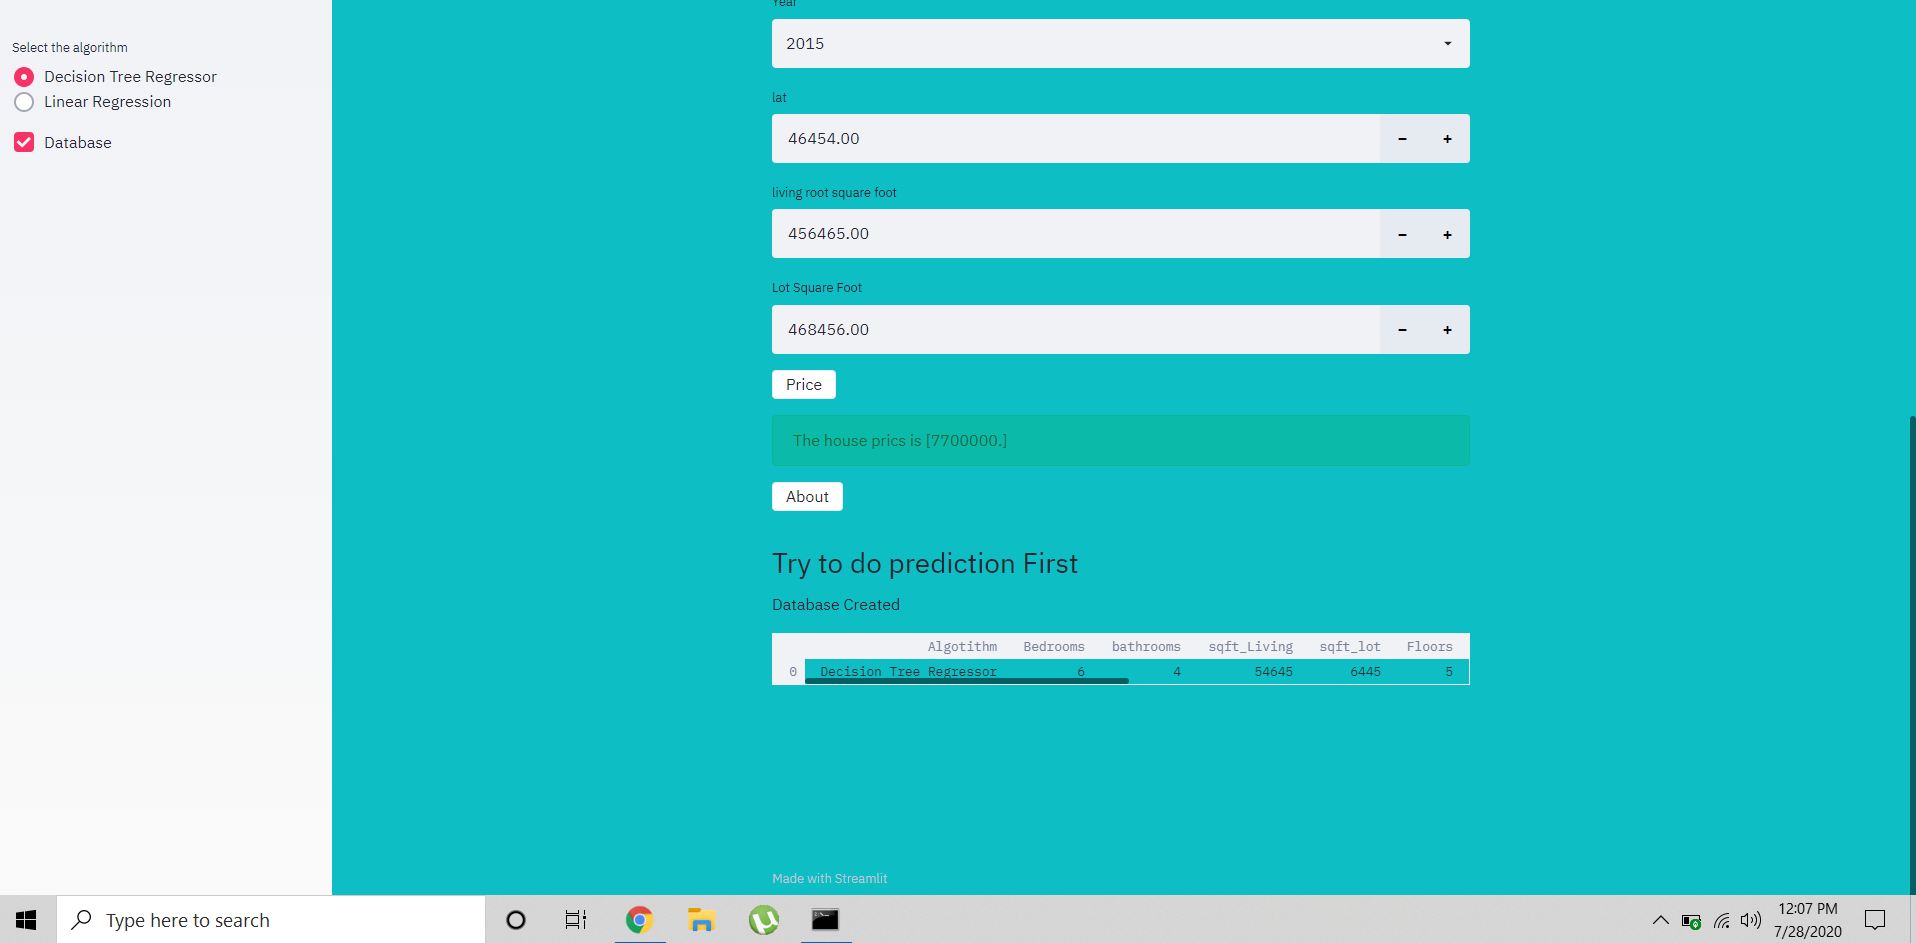 Year
Select the algorithm
Decision Tree Regressor
Linear Regression
Database
2015
lat
46454.00
living root square foot
456465.00
Lot Square Foot
468456.00
Price
The house prics is [7700000.]
About
Try to do prediction First
Database Created
Algotithm Bedrooms bathrooms sqft_Living sqft_lot Floors
0 Decision Tree Regressor 6 4 54645 6445 5
Made with Streamlit
Type here to search
12:07 PM
7/28/2020